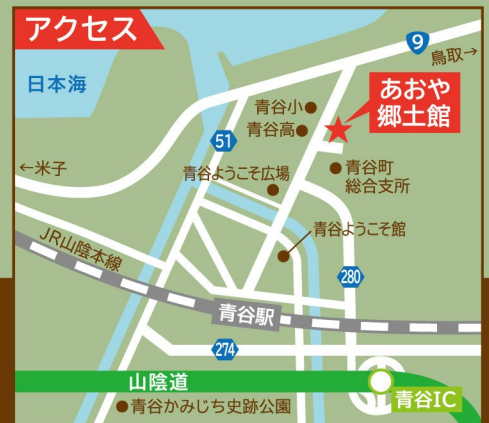 アクセス
9
鳥取→
日本海
あおや
郷土館
青谷小
青谷高
51
←米子
青谷ようこそ広場
青谷町
総合支所
青谷ようこそ館
JR山陰本線
280
青谷駅
274
山陰道
青谷IC
青谷かみじち史跡公園